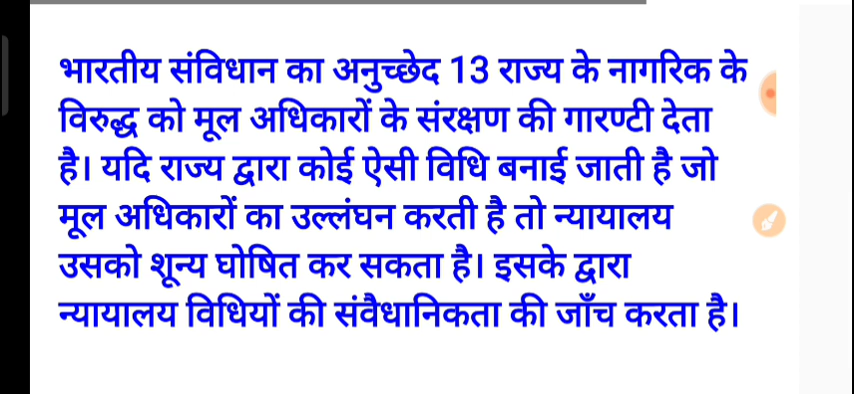 भारतीय संविधान का अनुच्छेद 13 राज्य के नागरिक के
विरुद्ध को मूल अधिकारों के संरक्षण की गारण्टी देता
है। यदि राज्य द्वारा कोई ऐसी विधि बनाई जाती है जो
मूल अधिकारों का उल्लंघन करती है तो न्यायालय
उसको शून्य घोषित कर सकता है। इसके द्वारा
न्यायालय विधियों की संवैधानिकता की जाँच करता है।